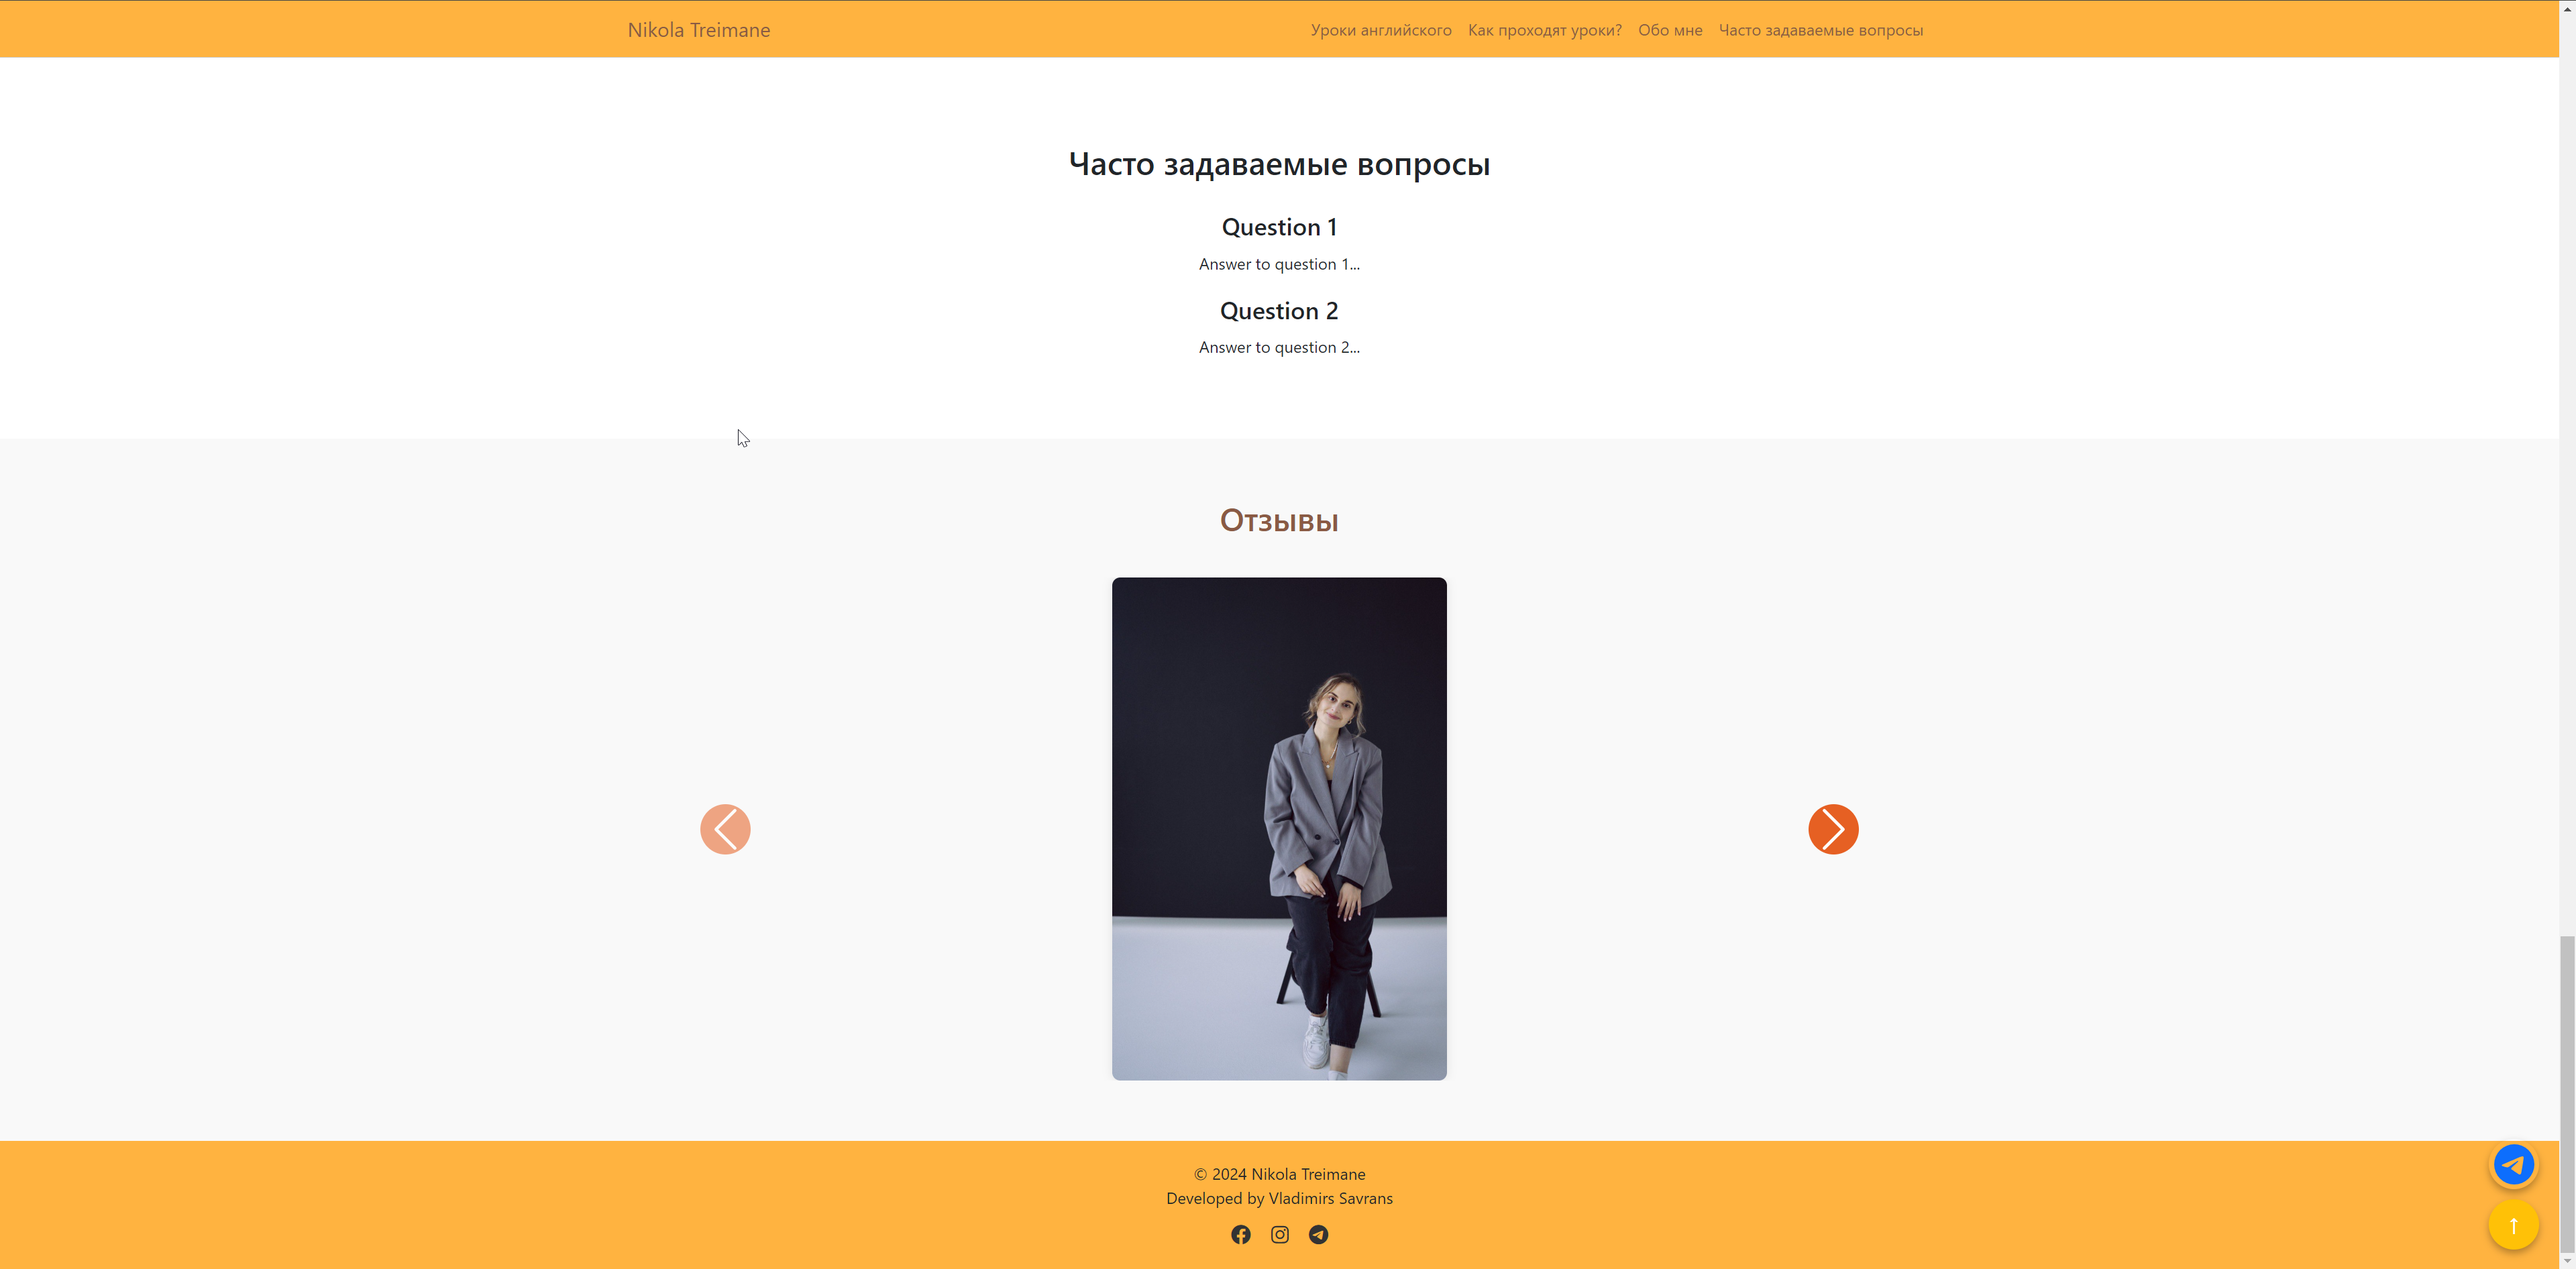 Nikola Treimane
Уроки английского Как проходят уроки? Обо мне Часто задаваемые вопросы
Часто задаваемые вопросы
Question 1
Answer to question 1...
Question 2
Answer to question 2...
Отзывы
© 2024 Nikola Treimane
Developed by Vladimirs Savrans